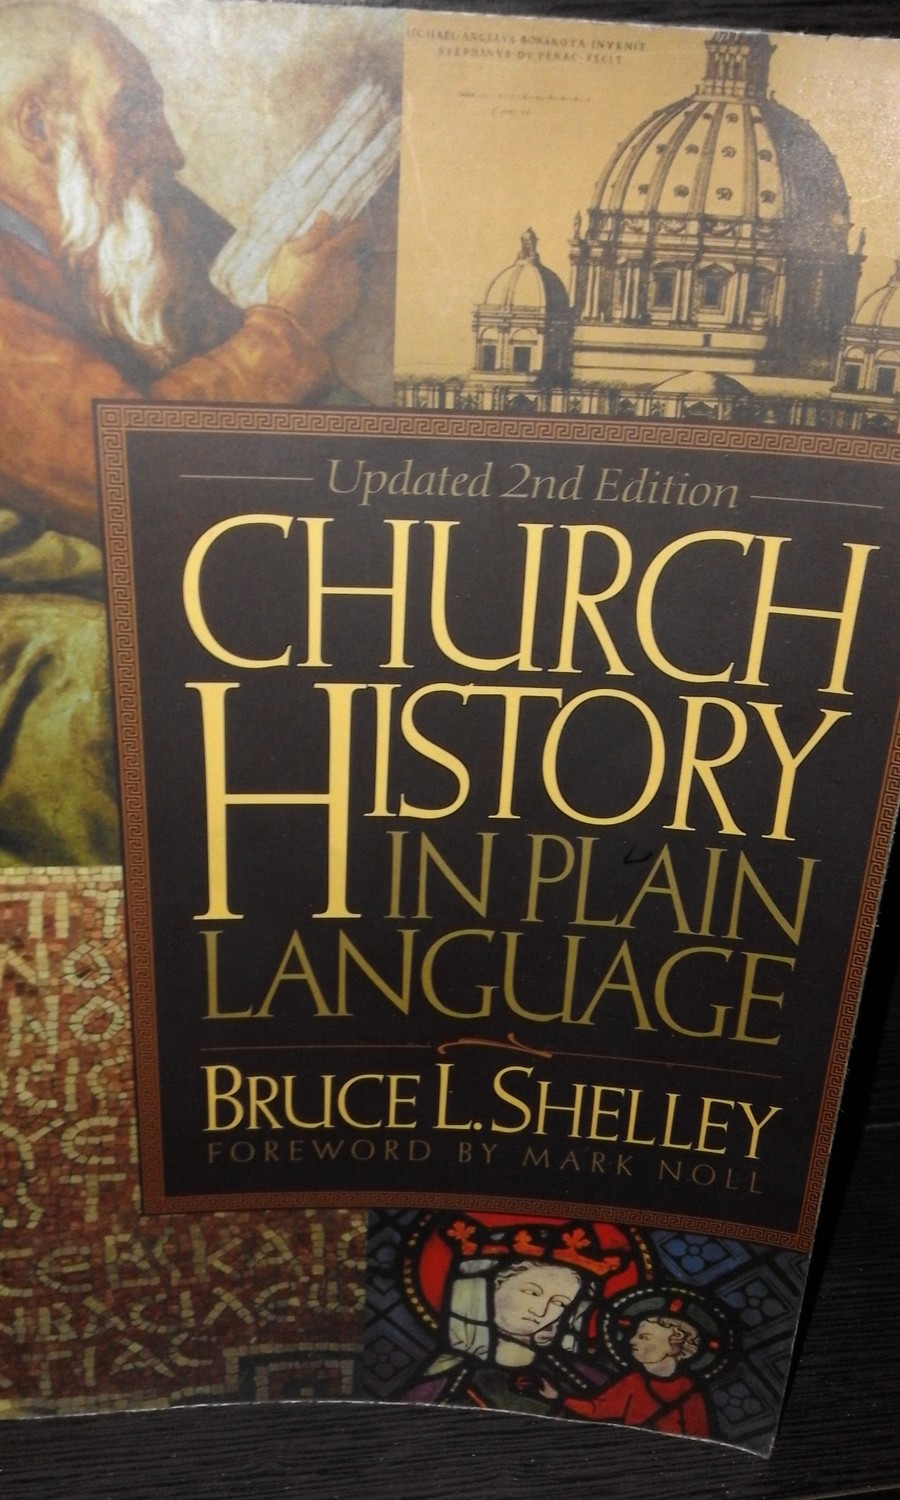 MICHAEL·ANGELVS·BONAROTA·INVENIT
STEPHANVS·DV·PERAC·FECIT
Updated 2nd Edition
CHURCH
HISTORY
IN PLAIN
LANGUAGE
BRUCE L. SHELLEY
FOREWORD BY MARK NOLL